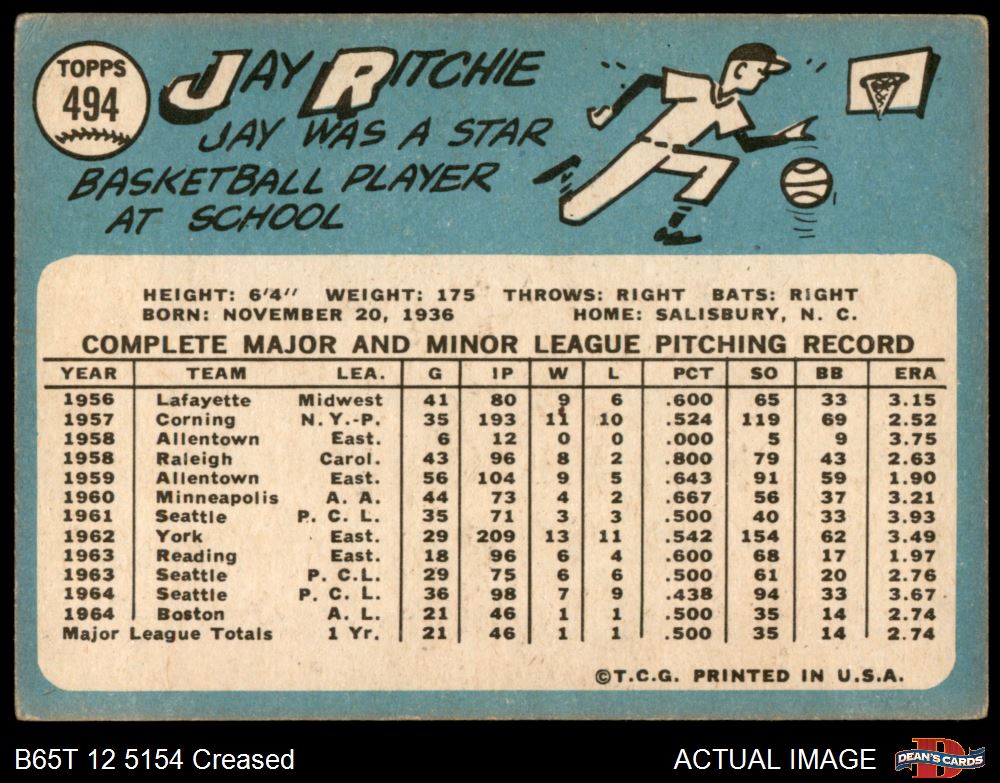 TOPPS
494
JAY RITCHIE
JAY WAS A STAR
BASKETBALL PLAYER
AT SCHOOL
HEIGHT: 6'4" WEIGHT: 175 THROWS: RIGHT BATS: RIGHT
BORN: NOVEMBER 20, 1936 HOME: SALISBURY, N. C.
COMPLETE MAJOR AND MINOR LEAGUE PITCHING RECORD
YEAR TEAM LEA. G IP W L PCT SO BB ERA
1956 Lafayette Midwest 41 80 9 6 .600 65 33 3.15
1957 Corning N.Y.-P. 35 193 11 10 .524 119 69 2.52
1958 Allentown East. 6 12 0 0 .000 5 9 3.75
1958 Raleigh Carol. 43 96 8 2 .800 79 43 2.63
1959 Allentown East. 56 104 9 5 .643 91 59 1.90
1960 Minneapolis A. A. 44 73 4 2 .667 56 37 3.21
1961 Seattle P. C. L. 35 71 3 3 .500 40 33 3.93
1962 York East. 29 209 13 11 .542 154 62 3.49
1963 Reading East. 18 96 6 4 .600 68 17 1.97
1963 Seattle P.C.L. 29 75 6 6 .500 61 20 2.76
1964 Seattle P. C. L. 36 98 7 9 .438 94 33 3.67
1964 Boston A. L. 21 46 1 1 .500 35 14 2.74
Major League Totals 1 Yr. 21 46 1 1 .500 35 14 2.74
©T.C.G. PRINTED IN U.S.A.
B65T 12 5154 Creased ACTUAL IMAGE
D
DEAN'S CARDS